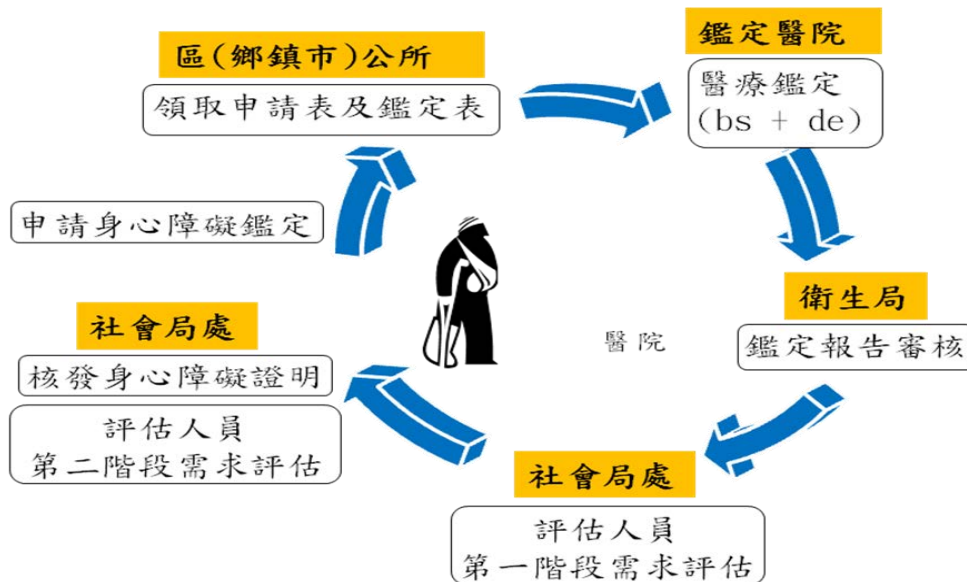 區(鄉鎮市)公所
領取申請表及鑑定表
鑑定醫院
醫療鑑定
(bs + de)
申請身心障礙鑑定
衛生局
鑑定報告審核
醫院
社會局處
核發身心障礙證明
評估人員
第二階段需求評估
社會局處
評估人員
第一階段需求評估